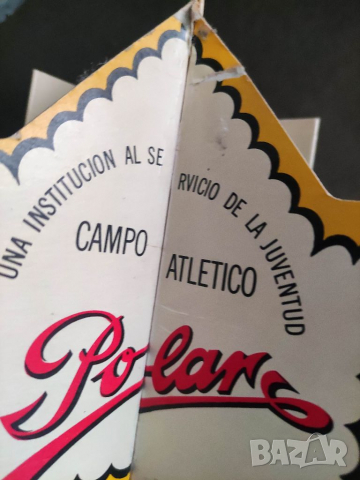 UNA INSTITUCION AL SERVICIO DE LA JUVENTUD
CAMPO ATLETICO
Polar
BAZAR.BG